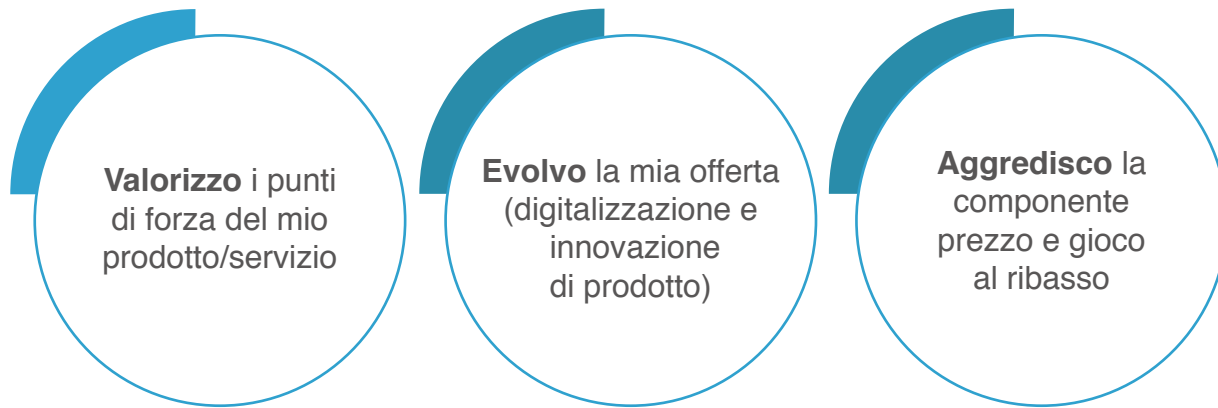 Valorizzo i punti
di forza del mio
prodotto/servizio
Evolvo la mia offerta
(digitalizzazione e
innovazione
di prodotto)
Aggredisco la
componente
prezzo e gioco
al ribasso